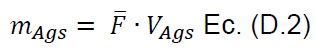 m_Ags = F̅ · V_Ags Ec. (D.2)